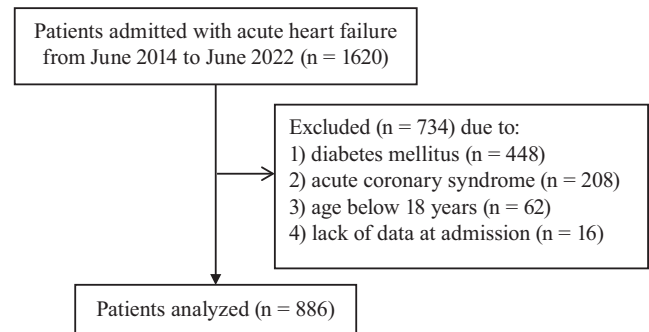 Patients admitted with acute heart failure
from June 2014 to June 2022 (n = 1620)
Excluded (n = 734) due to:
1) diabetes mellitus (n = 448)
2) acute coronary syndrome (n = 208)
3) age below 18 years (n = 62)
4) lack of data at admission (n = 16)
Patients analyzed (n = 886)